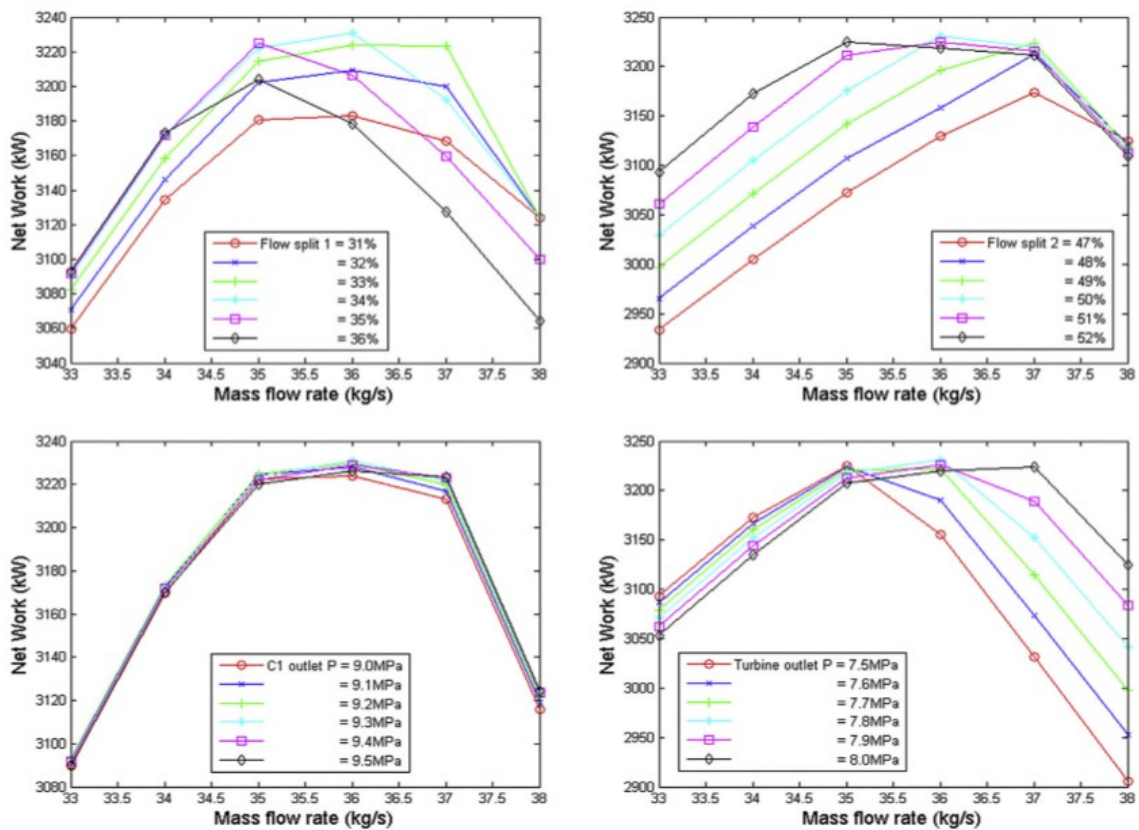 3240
3220
3200
3180
3160
3140
3120
3100
3080
3060
3040
Net Work (kW)
Flow split 1 = 31%
= 32%
= 33%
= 34%
= 35%
= 36%
33 33.5 34 34.5 35 35.5 36 36.5 37 37.5 38
Mass flow rate (kg/s)
3250
3200
3150
3100
3050
3000
2950
2900
Net Work (kW)
Flow split 2 = 47%
= 48%
= 49%
= 50%
= 51%
= 52%
33 33.5 34 34.5 35 35.5 36 36.5 37 37.5 38
Mass flow rate (kg/s)
3240
3220
3200
3180
3160
3140
3120
3100
3080
Net Work (kW)
C1 outlet P = 9.0MPa
= 9.1MPa
= 9.2MPa
= 9.3MPa
= 9.4MPa
= 9.5MPa
33 33.5 34 34.5 35 35.5 36 36.5 37 37.5 38
Mass flow rate (kg/s)
3250
3200
3150
3100
3050
3000
2950
2900
Net Work (kW)
Turbine outlet P = 7.5MPa
= 7.6MPa
= 7.7MPa
= 7.8MPa
= 7.9MPa
= 8.0MPa
33 33.5 34 34.5 35 35.5 36 36.5 37 37.5 38
Mass flow rate (kg/s)